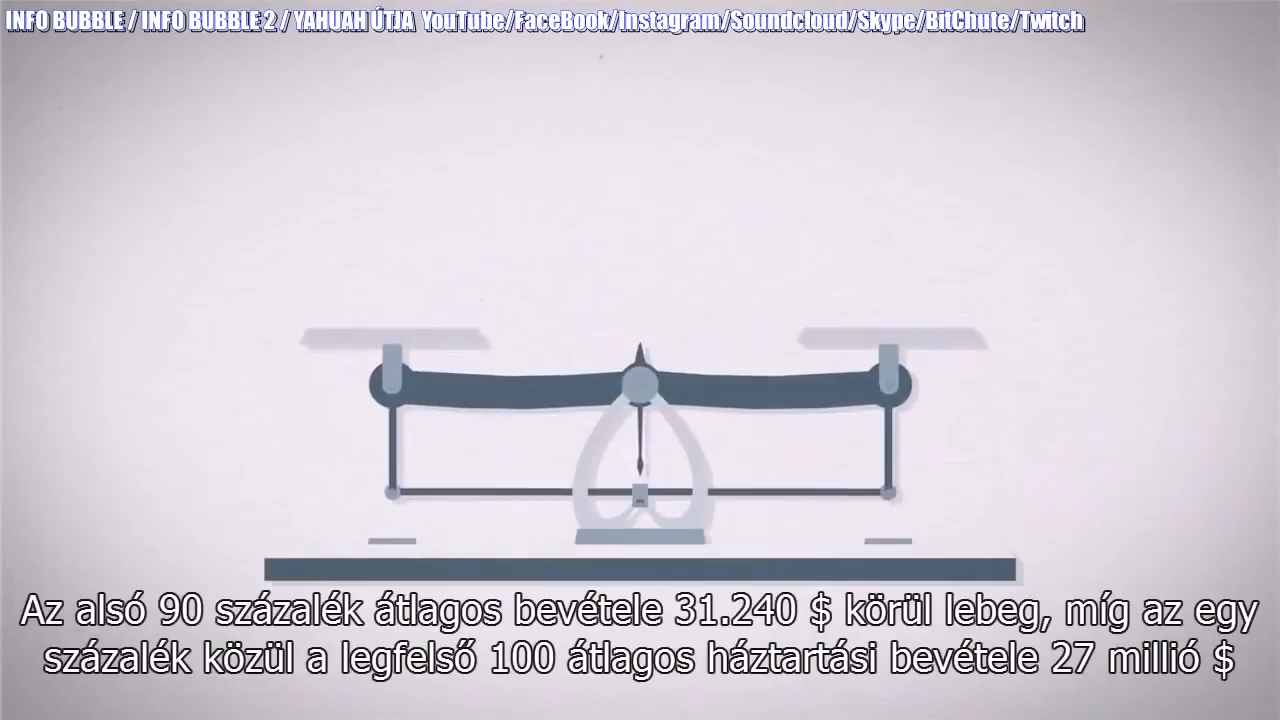 INFO BUBBLE / INFO BUBBLE 2 / YAHUAH ÚTJA YouTube/FaceBook/Instagram/Soundcloud/Skype/BitChute/Twitch
Az alsó 90 százalék átlagos bevétele 31.240 $ körül lebeg, míg az egy
százalék közül a legfelső 100 átlagos háztartási bevétele 27 millió $